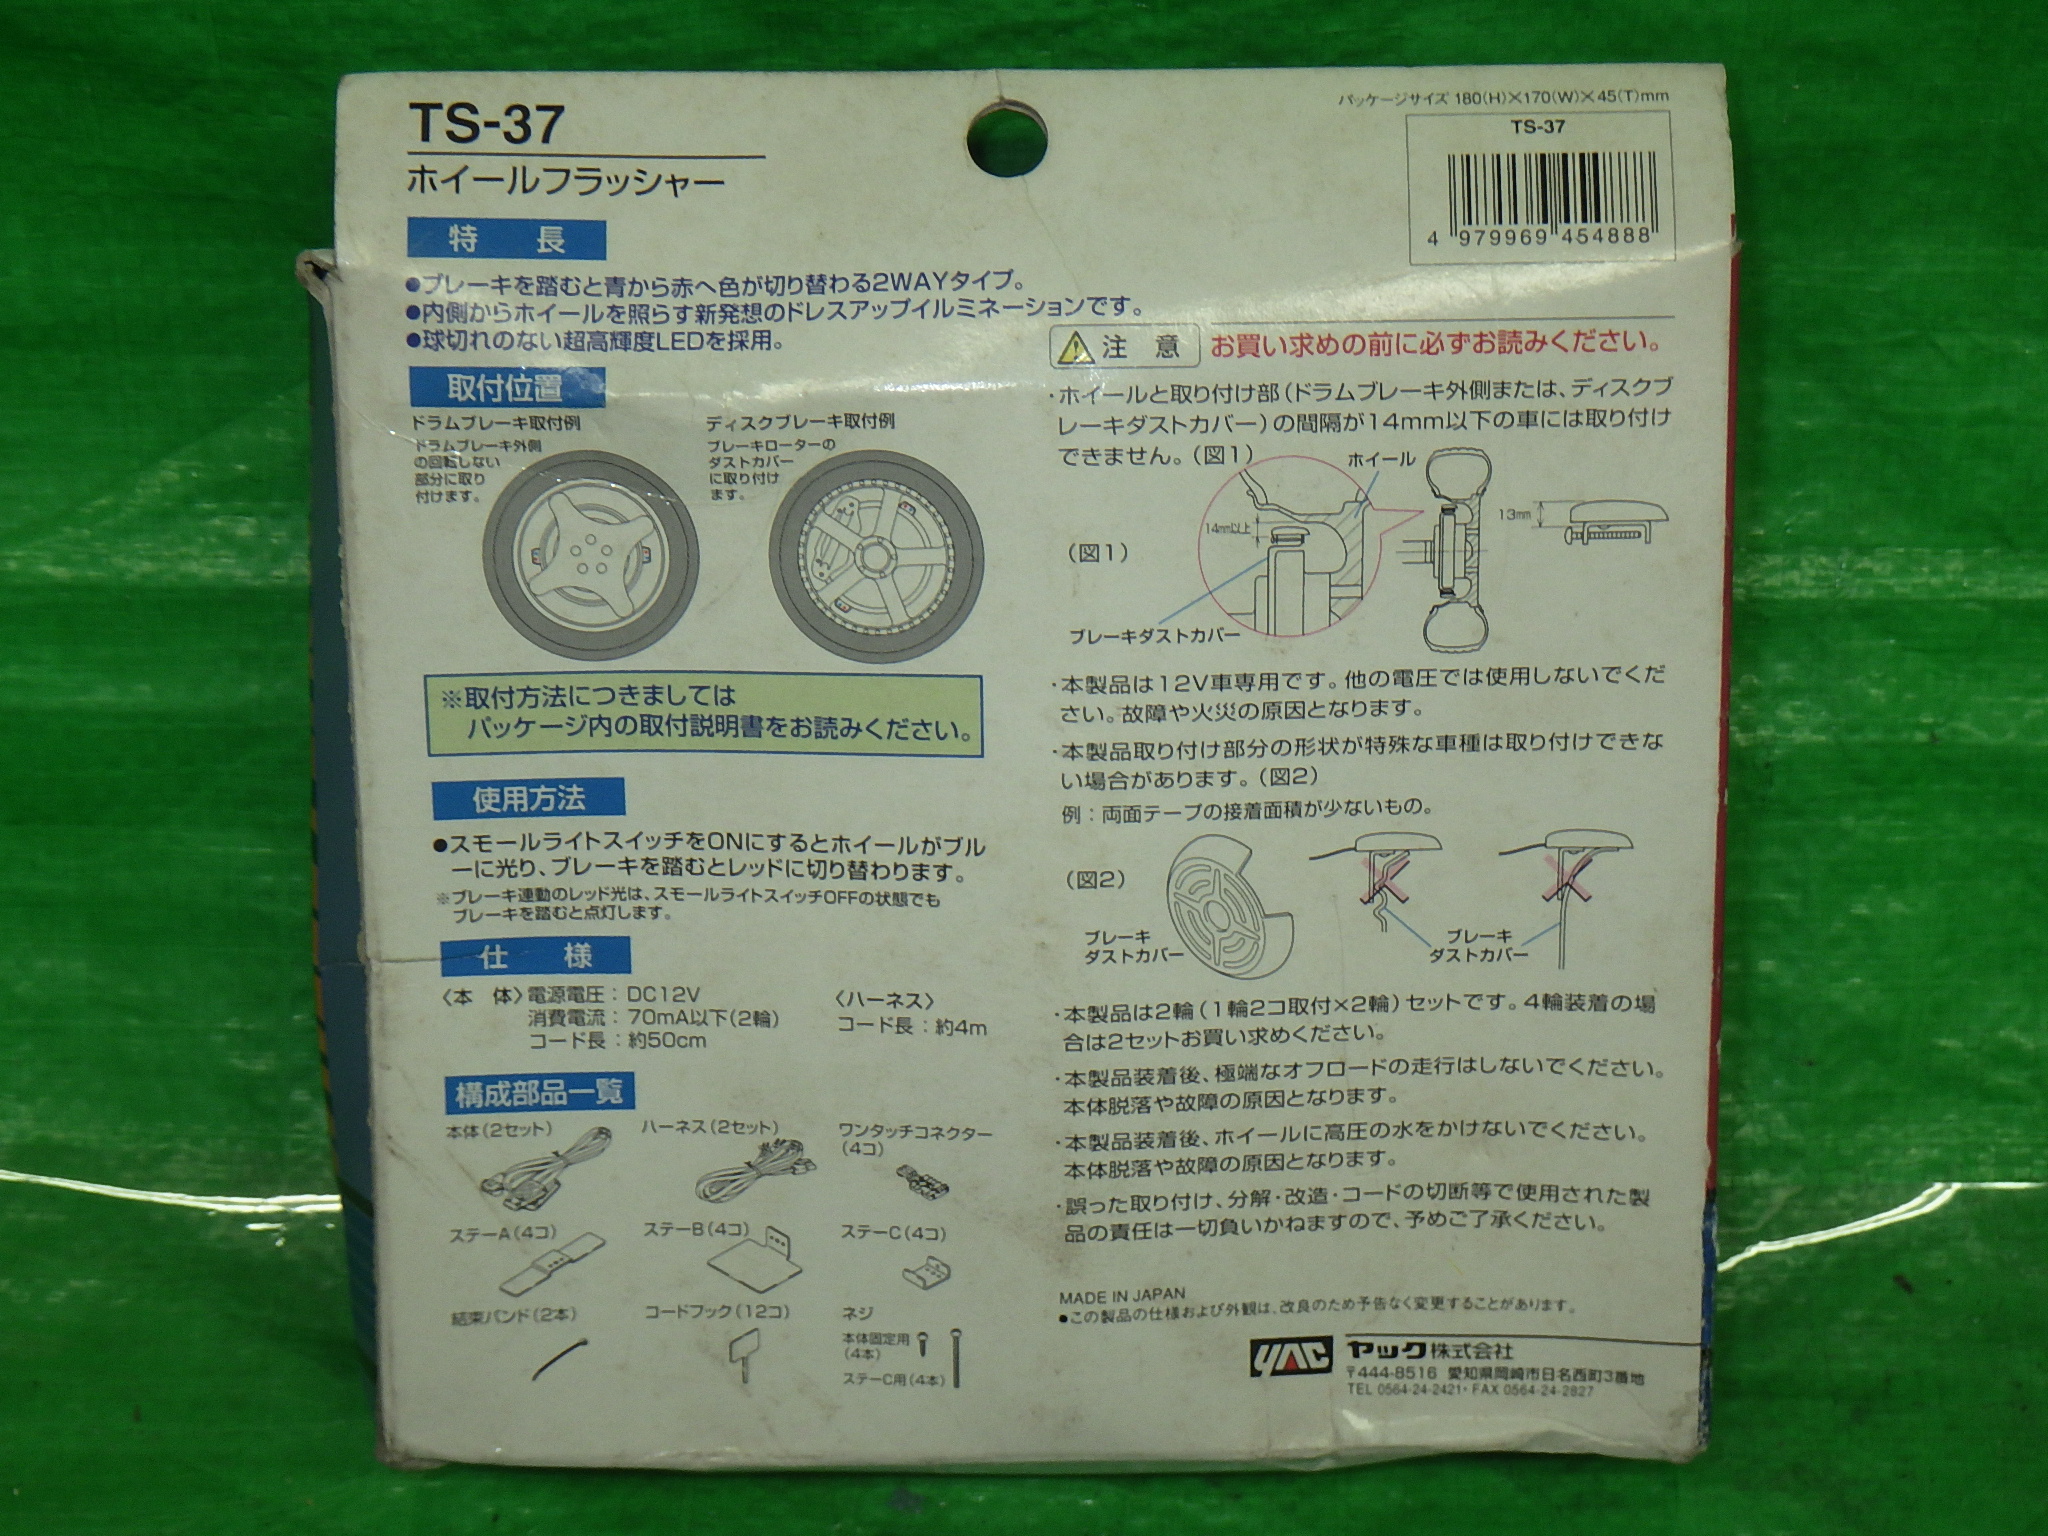 TS-37
ホイールフラッシャー
特　長
●ブレーキを踏むと青から赤へ色が切り替わる2WAYタイプ。
●内側からホイールを照らす新発想のドレスアップイルミネーションです。
●球切れのない超高輝度LEDを採用。
取付位置
ドラムブレーキ取付例
ドラムブレーキ外側
の回転しない
部分に取り
付けます。
ディスクブレーキ取付例
ブレーキローターの
ダストカバー
に取り付け
ます。
※取付方法につきましては
パッケージ内の取付説明書をお読みください。
使用方法
●スモールライトスイッチをONにするとホイールがブル
ーに光り、ブレーキを踏むとレッドに切り替わります。
※ブレーキ連動のレッド光は、スモールライトスイッチOFFの状態でも
ブレーキを踏むと点灯します。
仕　様
〈本　体〉電源電圧：DC12V
消費電流：70mA以下(2輪)
コード長：約50cm
〈ハーネス〉
コード長：約4m
構成部品一覧
本体(2セット)
ハーネス(2セット)
ワンタッチコネクター
(4コ)
ステーA(4コ)
ステーB(4コ)
ステーC(4コ)
結束バンド(2本)
コードフック(12コ)
ネジ
本体固定用
(4本)
ステーC用(4本)
パッケージサイズ 180(H)×170(W)×45(T)mm
TS-37
4 979969 454888
注　意
お買い求めの前に必ずお読みください。
・ホイールと取り付け部(ドラムブレーキ外側または、ディスクブ
レーキダストカバー)の間隔が14mm以下の車には取り付け
できません。(図1)
ホイール
14mm以上
13mm
(図1)
ブレーキダストカバー
・本製品は12V車専用です。他の電圧では使用しないでくだ
さい。故障や火災の原因となります。
・本製品取り付け部分の形状が特殊な車種は取り付けできな
い場合があります。(図2)
例：両面テープの接着面積が少ないもの。
(図2)
ブレーキ
ダストカバー
ブレーキ
ダストカバー
・本製品は2輪(1輪2コ取付×2輪)セットです。4輪装着の場
合は2セットお買い求めください。
・本製品装着後、極端なオフロードの走行はしないでください。
本体脱落や故障の原因となります。
・本製品装着後、ホイールに高圧の水をかけないでください。
本体脱落や故障の原因となります。
・誤った取り付け、分解・改造・コードの切断等で使用された製
品の責任は一切負いかねますので、予めご了承ください。
MADE IN JAPAN
●この製品の仕様および外観は、改良のため予告なく変更することがあります。
YAC ヤック株式会社
〒444-8516 愛知県岡崎市日名西町3番地
TEL 0564-24-2421・FAX 0564-24-2827